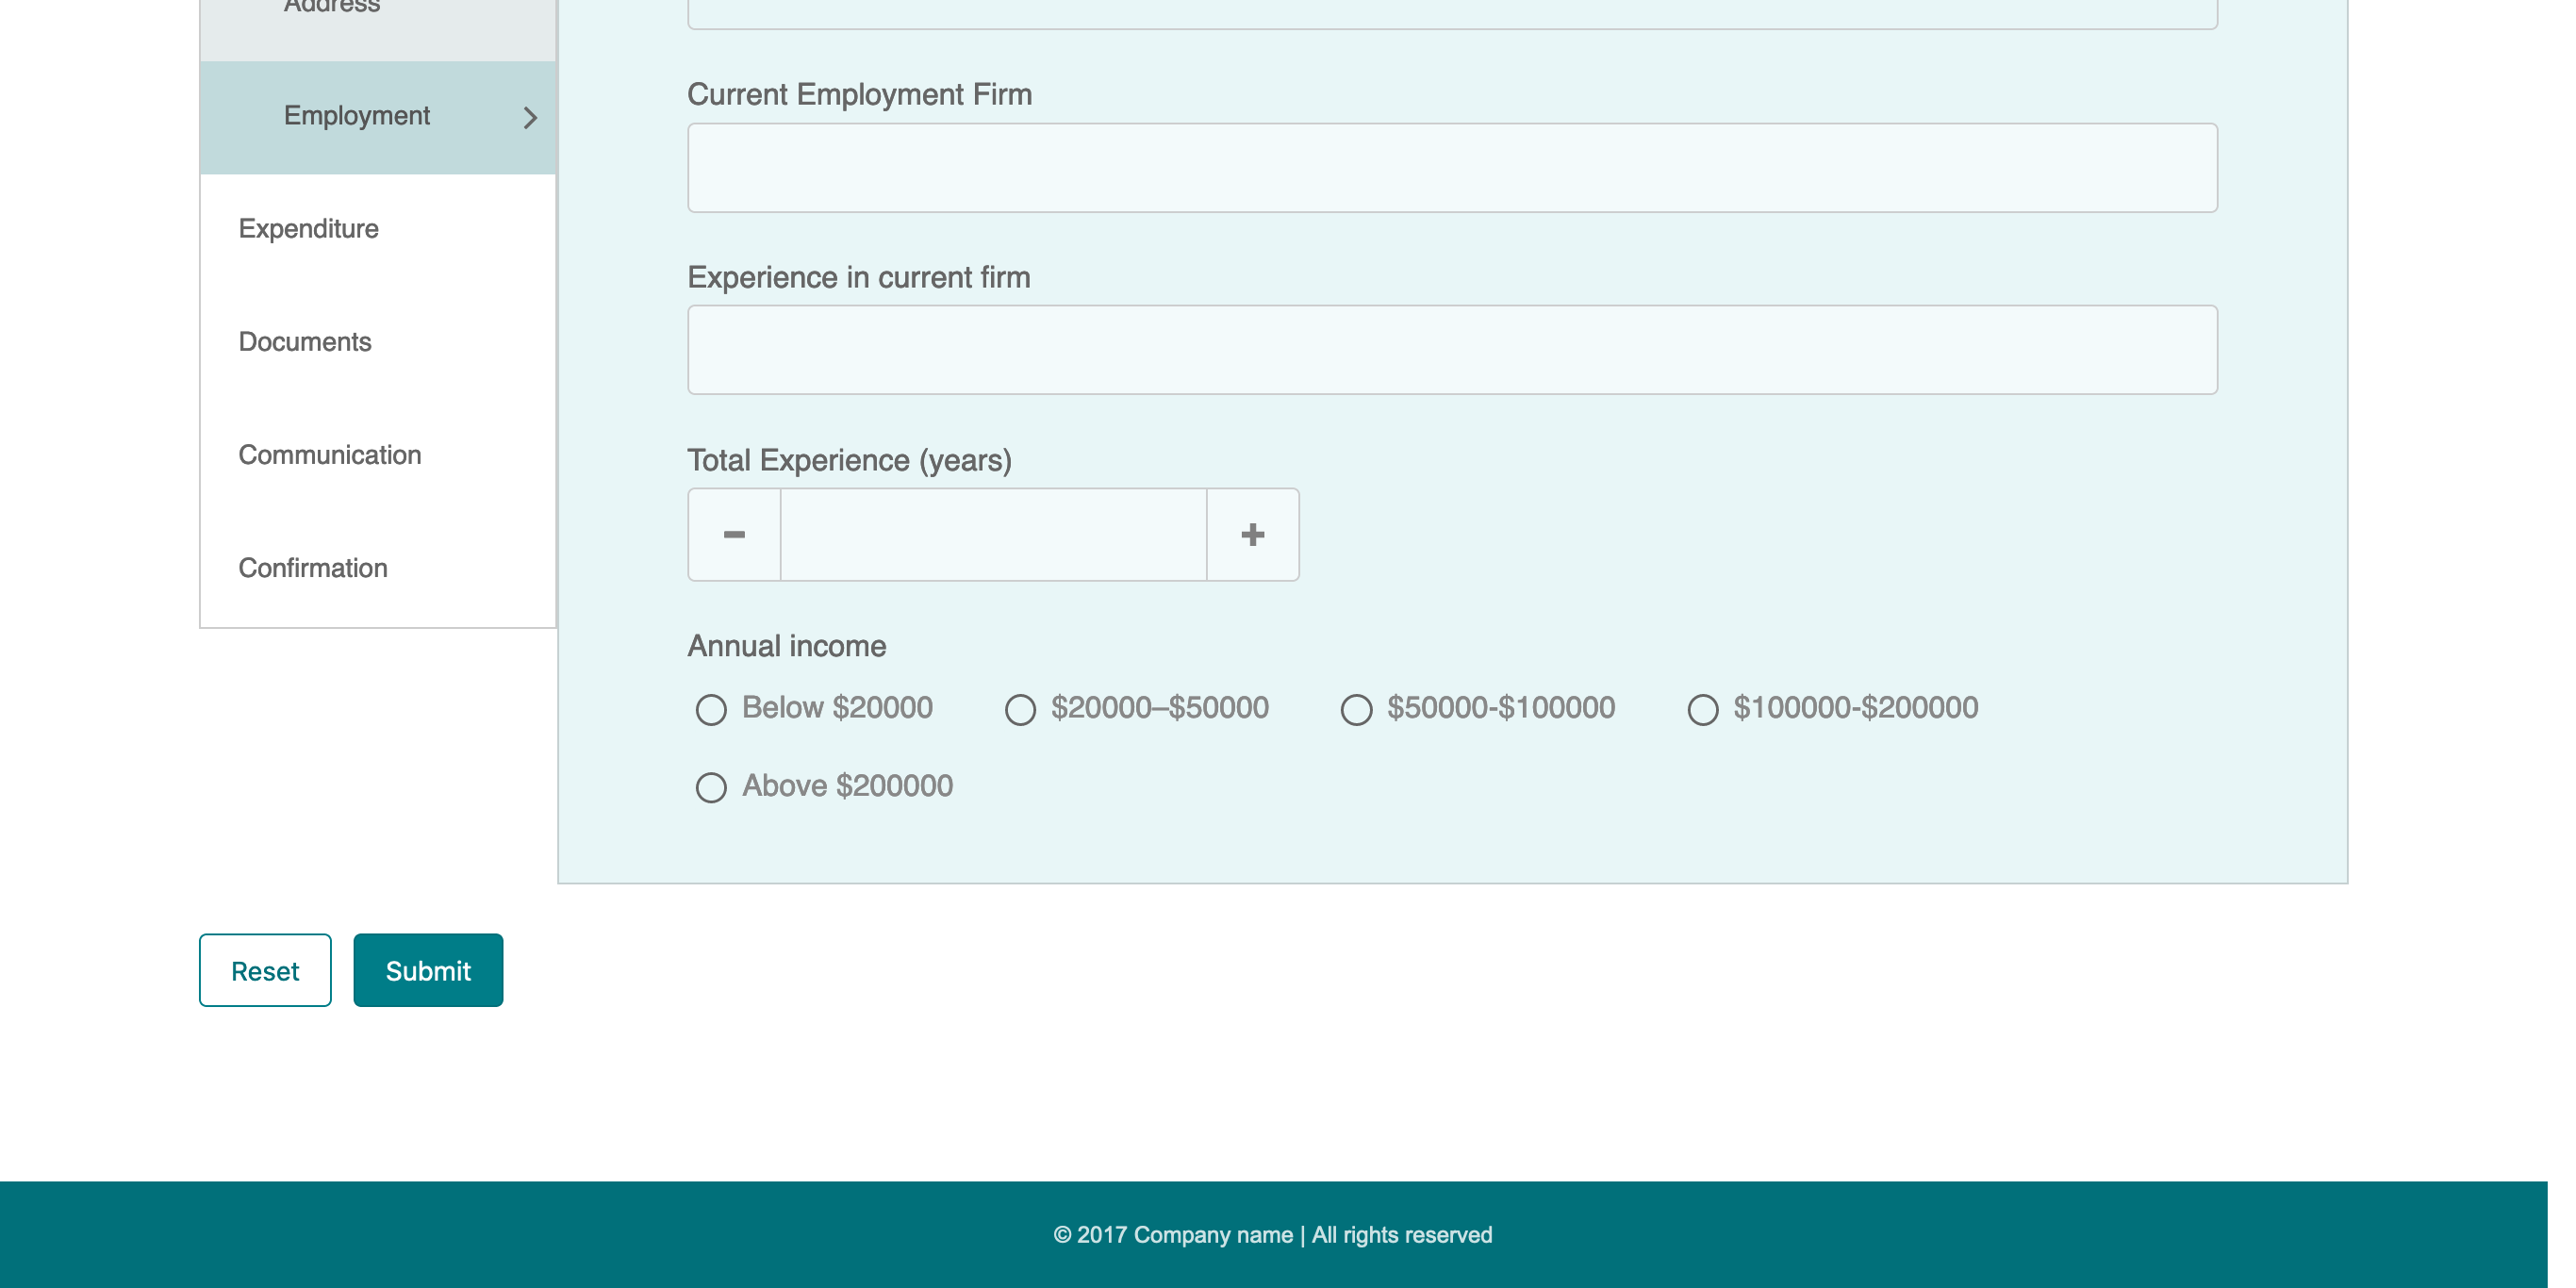 Address
Employment
Expenditure
Documents
Communication
Confirmation
Current Employment Firm
Experience in current firm
Total Experience (years)
Annual income
Below $20000 $20000–$50000 $50000-$100000 $100000-$200000
Above $200000
Reset Submit
© 2017 Company name | All rights reserved